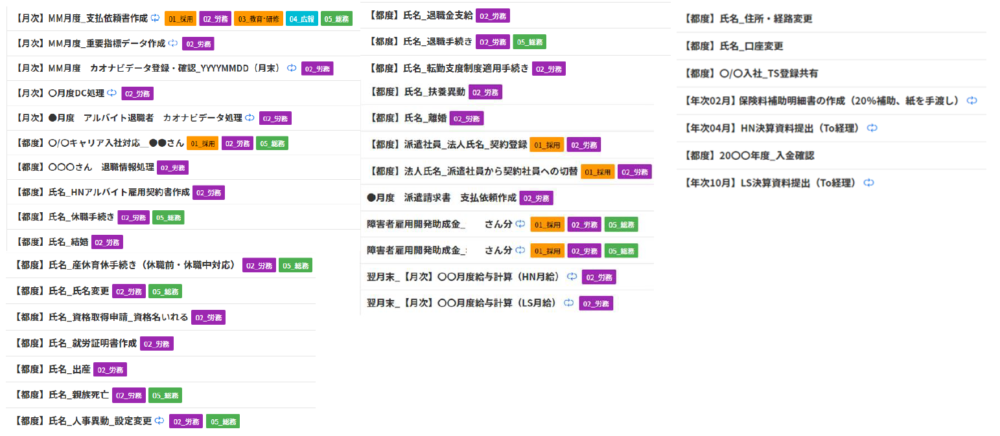 【月次】MM月度_支払依頼書作成 01_採用 02_労務 03_教育・研修 04_広報 05_総務
【月次】MM月度_重要指標データ作成 02_労務
【月次】MM月度　カオナビデータ登録・確認_YYYYMMDD（月末） 02_労務
【月次】〇月度DC処理 02_労務
【月次】●月度　アルバイト退職者　カオナビデータ処理 02_労務
【都度】〇/〇キャリア入社対応__●●さん 01_採用 02_労務 05_総務
【都度】〇〇〇さん　退職情報処理 02_労務
【都度】氏名_HNアルバイト雇用契約書作成 02_労務
【都度】氏名_休職手続き 02_労務 05_総務
【都度】氏名_結婚 02_労務
【都度】氏名_産休育休手続き（休職前・休職中対応） 02_労務 05_総務
【都度】氏名_氏名変更 02_労務 05_総務
【都度】氏名_資格取得申請_資格名いれる 02_労務
【都度】氏名_就労証明書作成 02_労務
【都度】氏名_出産 02_労務
【都度】氏名_親族死亡 02_労務 05_総務
【都度】氏名_人事異動_設定変更 02_労務 05_総務
【都度】氏名_退職金支給 02_労務
【都度】氏名_退職手続き 02_労務 05_総務
【都度】氏名_転勤支度制度適用手続き 02_労務
【都度】氏名_扶養異動 02_労務
【都度】氏名_離婚 02_労務
【都度】派遣社員_法人氏名_契約登録 01_採用 02_労務
【都度】法人氏名_派遣社員から契約社員への切替 01_採用 02_労務
●月度　派遣請求書　支払依頼作成 02_労務
障害者雇用開発助成金_　　さん分 01_採用 02_労務 05_総務
障害者雇用開発助成金_　　さん分 01_採用 02_労務 05_総務
翌月末_【月次】〇〇月度給与計算（HN月給） 02_労務
翌月末_【月次】〇〇月度給与計算（LS月給） 02_労務
【都度】氏名_住所・経路変更
【都度】氏名_口座変更
【都度】〇/〇入社_TS登録共有
【年次02月】保険料補助明細書の作成（20％補助、紙を手渡し）
【年次04月】HN決算資料提出（To経理）
【都度】20〇〇年度_入金確認
【年次10月】LS決算資料提出（To経理）